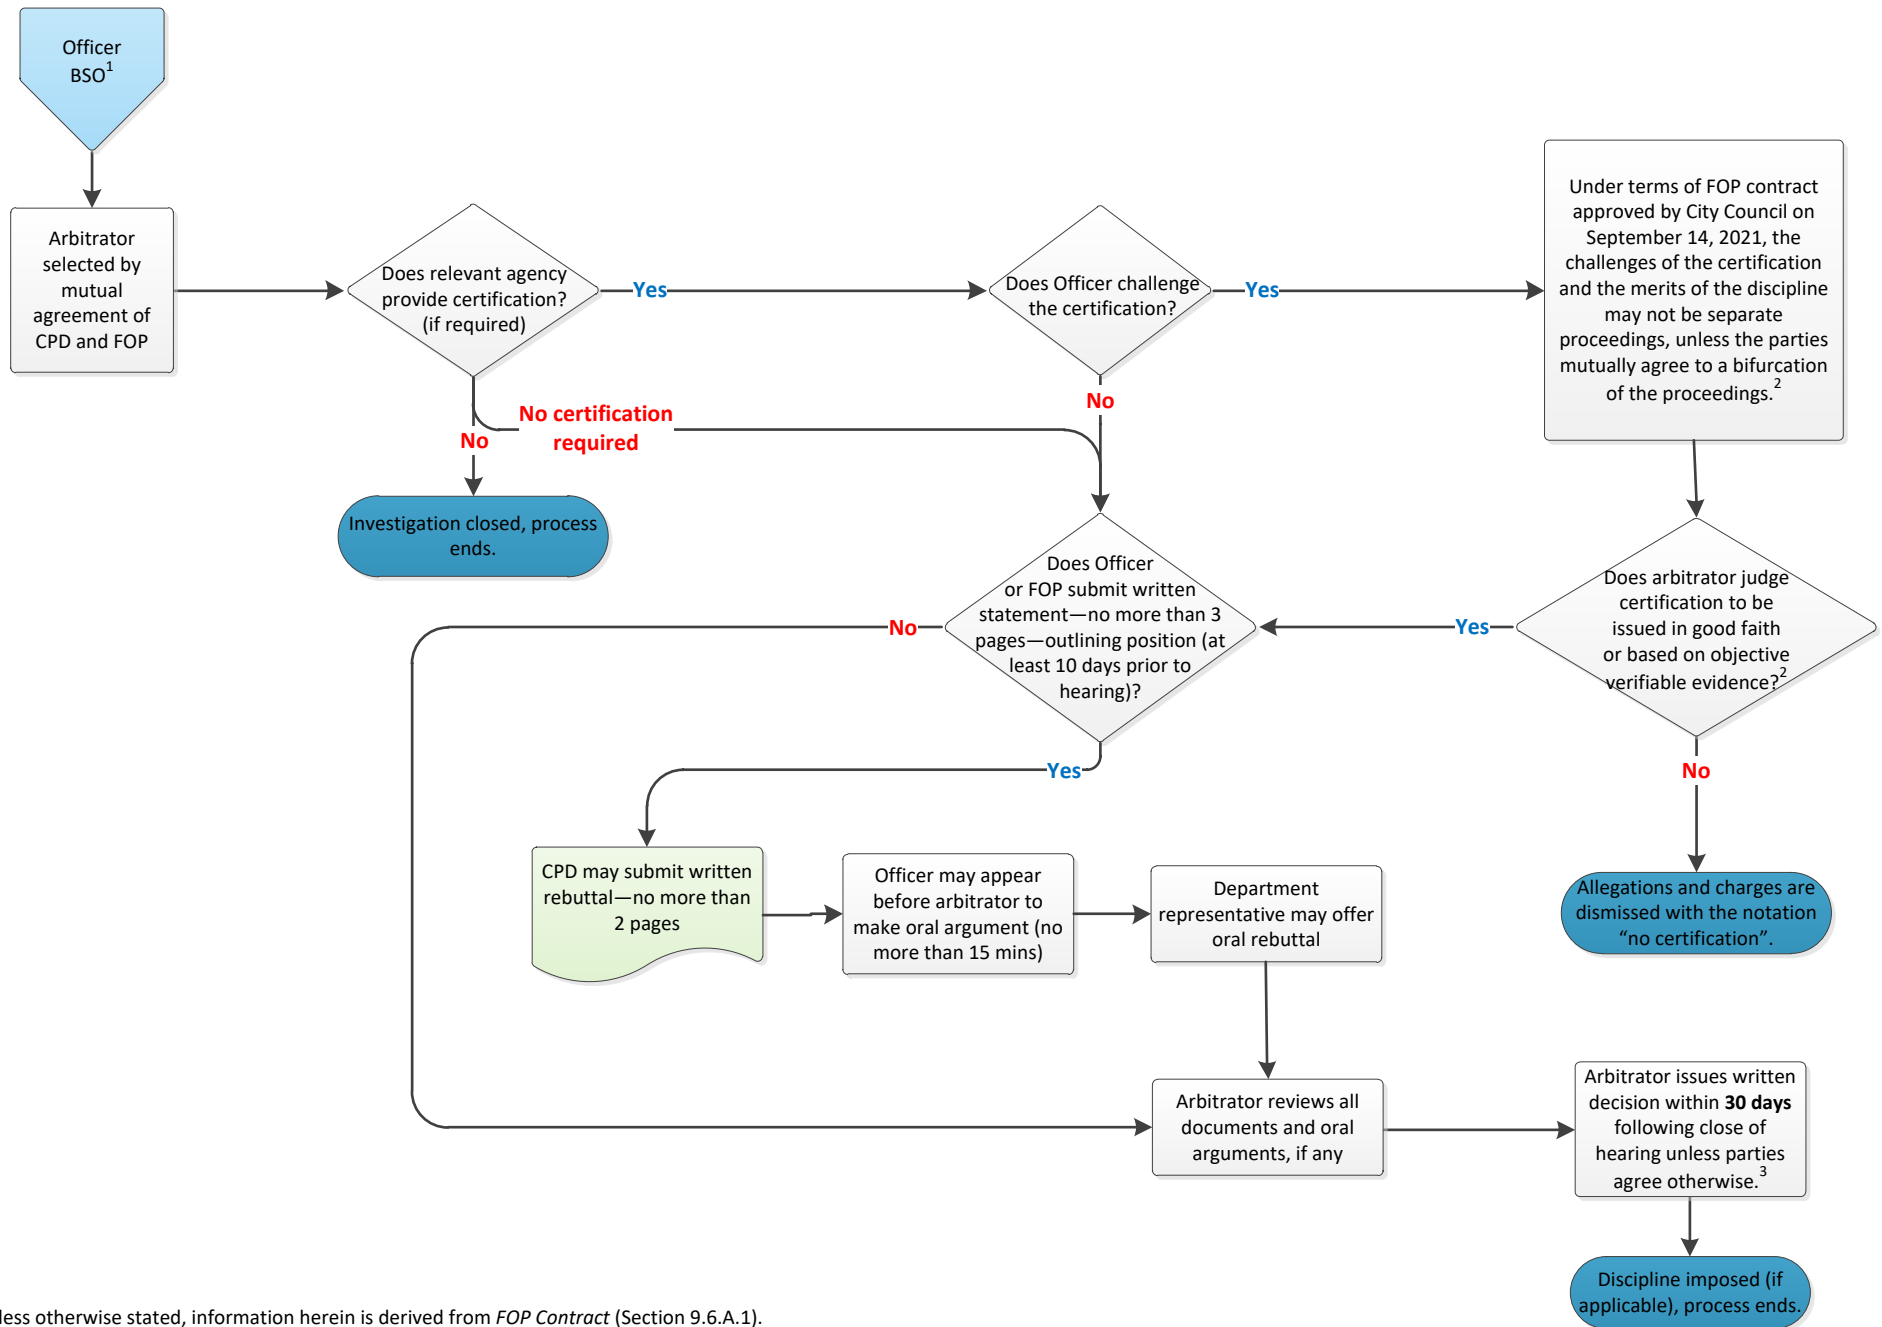 Officer
BSO1
Arbitrator
selected by
mutual
agreement of
CPD and FOP
Does relevant agency
provide certification?
(if required)
Yes
Does Officer challenge
the certification?
Yes
Under terms of FOP contract
approved by City Council on
September 14, 2021, the
challenges of the certification
and the merits of the discipline
may not be separate
proceedings, unless the parties
mutually agree to a bifurcation
of the proceedings.2
No certification
required
No
No
Investigation closed, process
ends.
Does Officer
or FOP submit written
statement—no more than 3
pages—outlining position (at
least 10 days prior to
hearing)?
No
Yes
Does arbitrator judge
certification to be
issued in good faith
or based on objective
verifiable evidence?2
Yes
No
CPD may submit written
rebuttal—no more than
2 pages
Officer may appear
before arbitrator to
make oral argument (no
more than 15 mins)
Department
representative may offer
oral rebuttal
Allegations and charges are
dismissed with the notation
“no certification”.
Arbitrator reviews all
documents and oral
arguments, if any
Arbitrator issues written
decision within 30 days
following close of
hearing unless parties
agree otherwise.3
Discipline imposed (if
applicable), process ends.
less otherwise stated, information herein is derived from FOP Contract (Section 9.6.A.1).